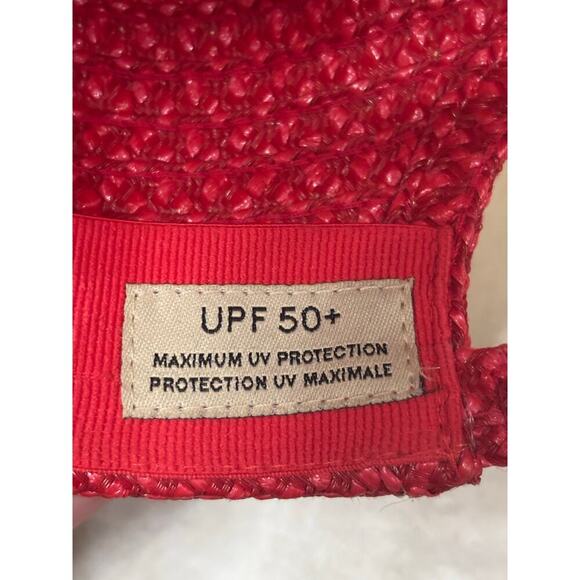 UPF 50+
MAXIMUM UV PROTECTION
PROTECTION UV MAXIMALE